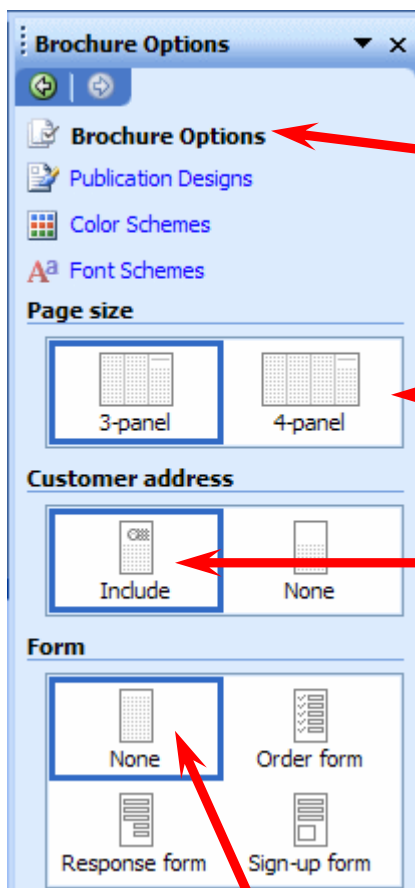 Brochure Options
Brochure Options
Publication Designs
Color Schemes
Aa Font Schemes
Page size
3-panel 4-panel
Customer address
Include None
Form
None Order form
Response form Sign-up form